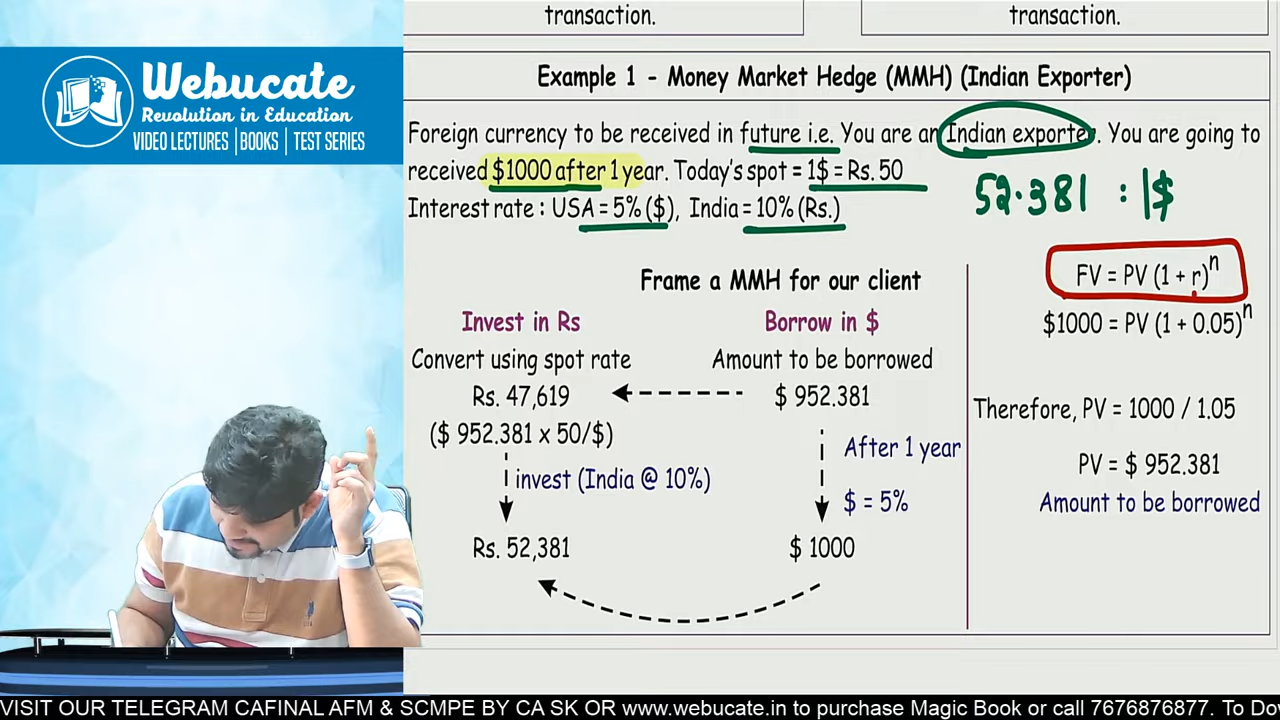 transaction.
transaction.
Webucate
Revolution in Education
VIDEO LECTURES | BOOKS | TEST SERIES
Example 1 - Money Market Hedge (MMH) (Indian Exporter)
Foreign currency to be received in future i.e. You are an Indian exporter. You are going to
received $1000 after 1 year. Today's spot = 1$ = Rs. 50
Interest rate : USA = 5% ($), India = 10% (Rs.)
52.381 : 1$
Frame a MMH for our client
Invest in Rs
Borrow in $
Convert using spot rate
Amount to be borrowed
Rs. 47,619
$ 952.381
($ 952.381 x 50/$)
After 1 year
invest (India @ 10%)
$ = 5%
Rs. 52,381
$ 1000
FV = PV (1 + r)^n
$1000 = PV (1 + 0.05)^n
Therefore, PV = 1000 / 1.05
PV = $ 952.381
Amount to be borrowed
VISIT OUR TELEGRAM CAFINAL AFM & SCMPE BY CA SK OR www.webucate.in to purchase Magic Book or call 7676876877. To Do